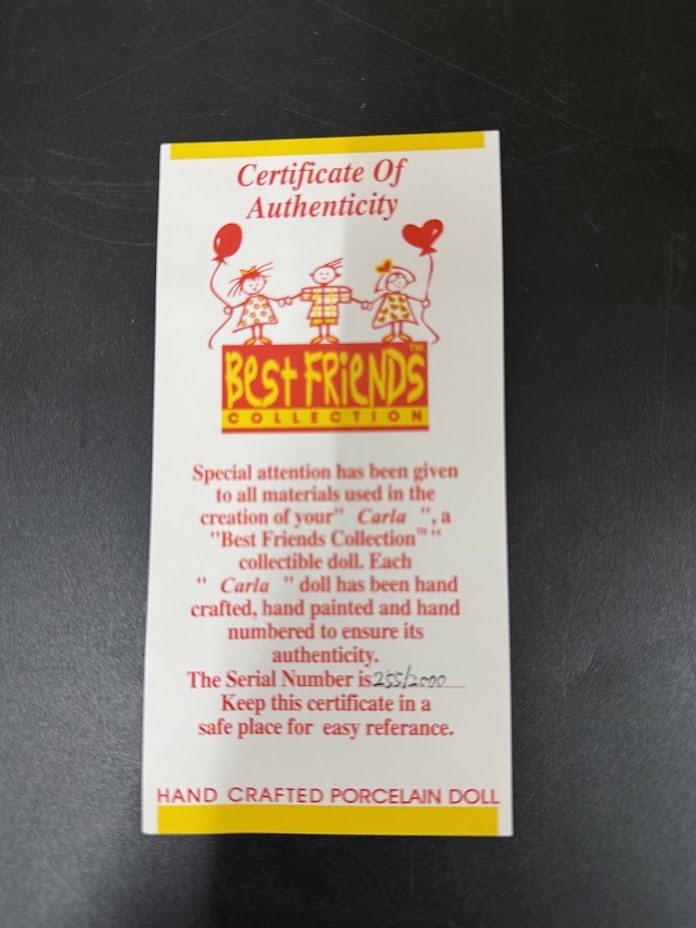 Certificate Of
Authenticity
Best FRieNDS™
COLLECTION
Special attention has been given
to all materials used in the
creation of your" Carla ", a
"Best Friends Collection™"
collectible doll. Each
" Carla " doll has been hand
crafted, hand painted and hand
numbered to ensure its
authenticity.
The Serial Number is 255/2000
Keep this certificate in a
safe place for easy referance.
HAND CRAFTED PORCELAIN DOLL